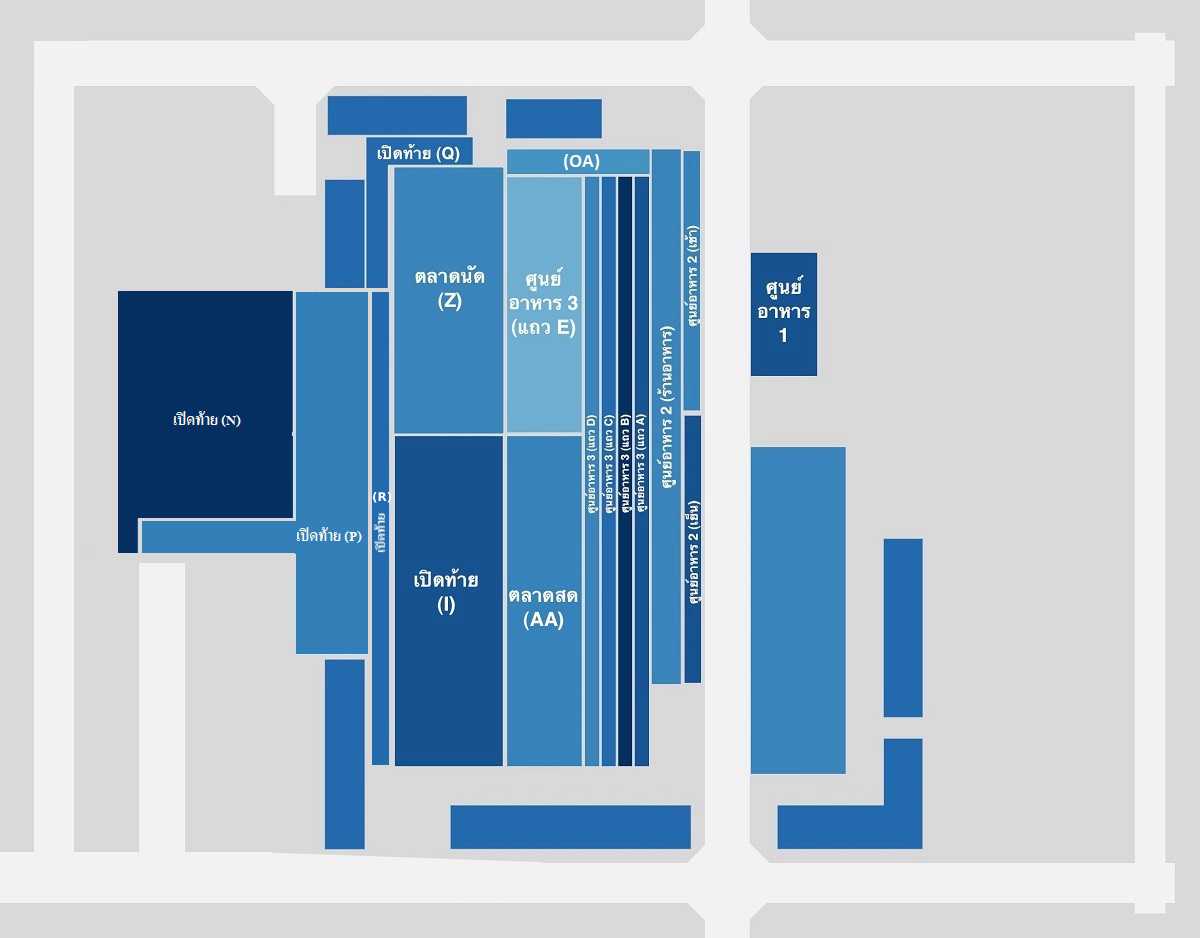 เปิดท้าย (Q)
(OA)
ตลาดนัด
(Z)
ศูนย์
อาหาร 3
(แถว E)
ศูนย์อาหาร 2 (เช้า)
ศูนย์
อาหาร
1
ศูนย์อาหาร 2 (ร้านอาหาร)
เปิดท้าย (N)
ศูนย์อาหาร 3 (แถว D)
ศูนย์อาหาร 3 (แถว C)
ศูนย์อาหาร 3 (แถว B)
ศูนย์อาหาร 3 (แถว A)
(R)
เปิดท้าย
เปิดท้าย (P)
ศูนย์อาหาร 2 (เย็น)
เปิดท้าย
(I)
ตลาดสด
(AA)